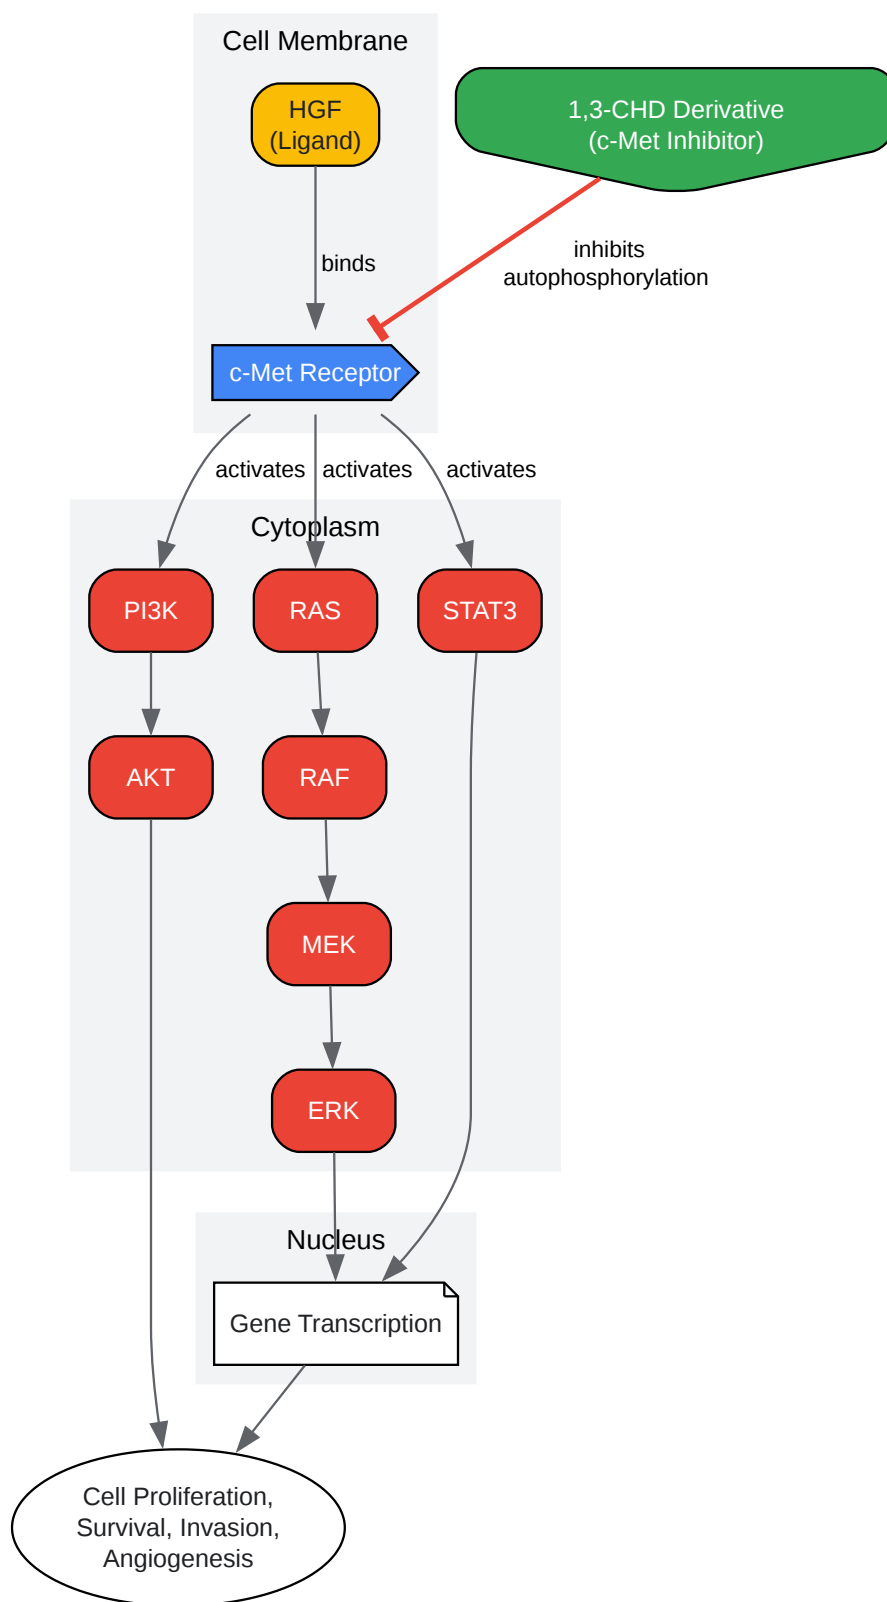 Cell Membrane
HGF
(Ligand)
1,3-CHD Derivative
(c-Met Inhibitor)
binds
inhibits
autophosphorylation
c-Met Receptor
activates
activates
activates
Cytoplasm
PI3K
RAS
STAT3
AKT
RAF
MEK
ERK
Nucleus
Gene Transcription
Cell Proliferation,
Survival, Invasion,
Angiogenesis